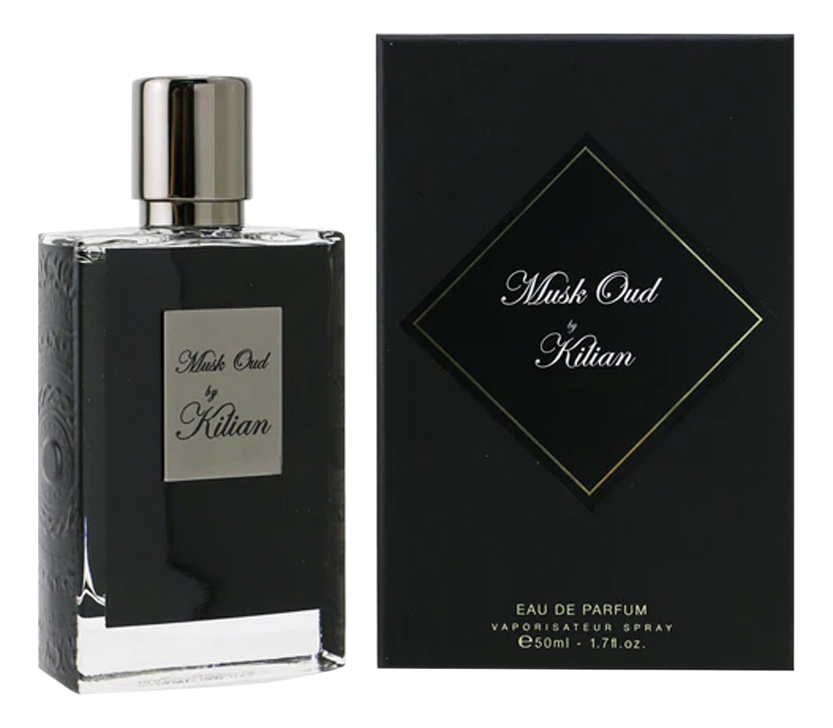 Musk Oud
by
Kilian
Musk Oud
by
Kilian
EAU DE PARFUM
VAPORISATEUR SPRAY
℮50ml - 1.7fl.oz.